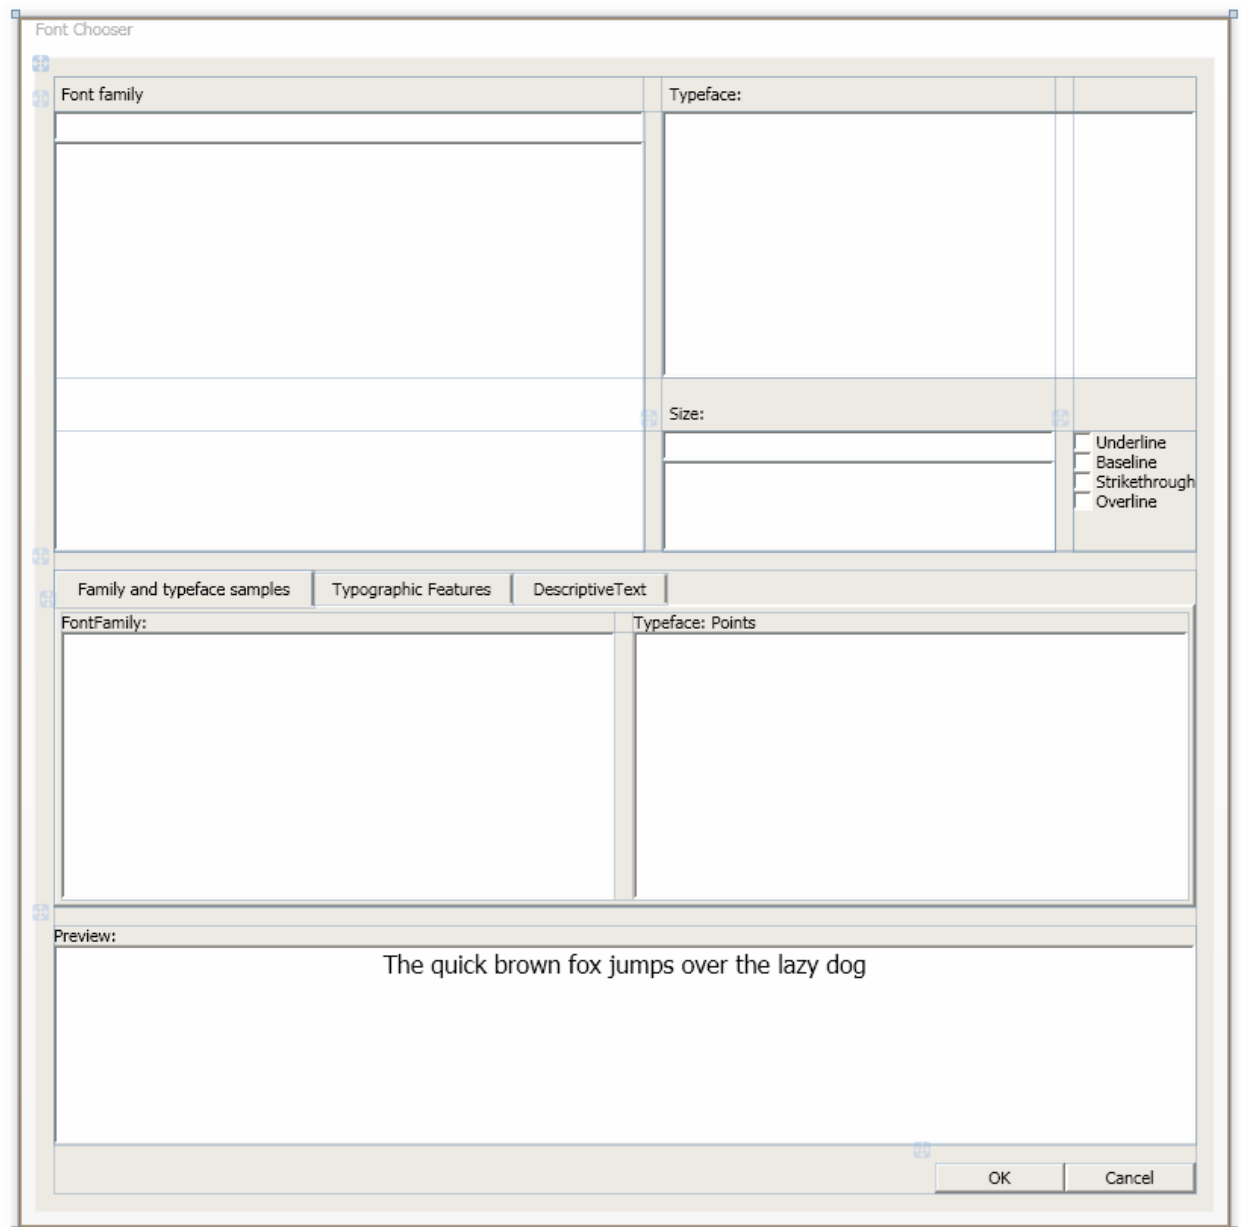 Font Chooser
Font family
Typeface:
Size:
Underline
Baseline
Strikethrough
Overline
Family and typeface samples
Typographic Features
DescriptiveText
FontFamily:
Typeface: Points
Preview:
The quick brown fox jumps over the lazy dog
OK
Cancel